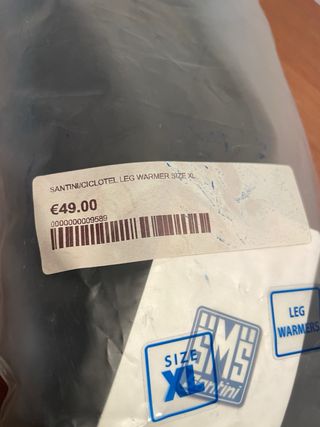 SANTINI/CICLOTEL LEG WARMER SIZE XL
€49.00
0000000009589
LEG
WARMERS
SMS
santini
SIZE
XL